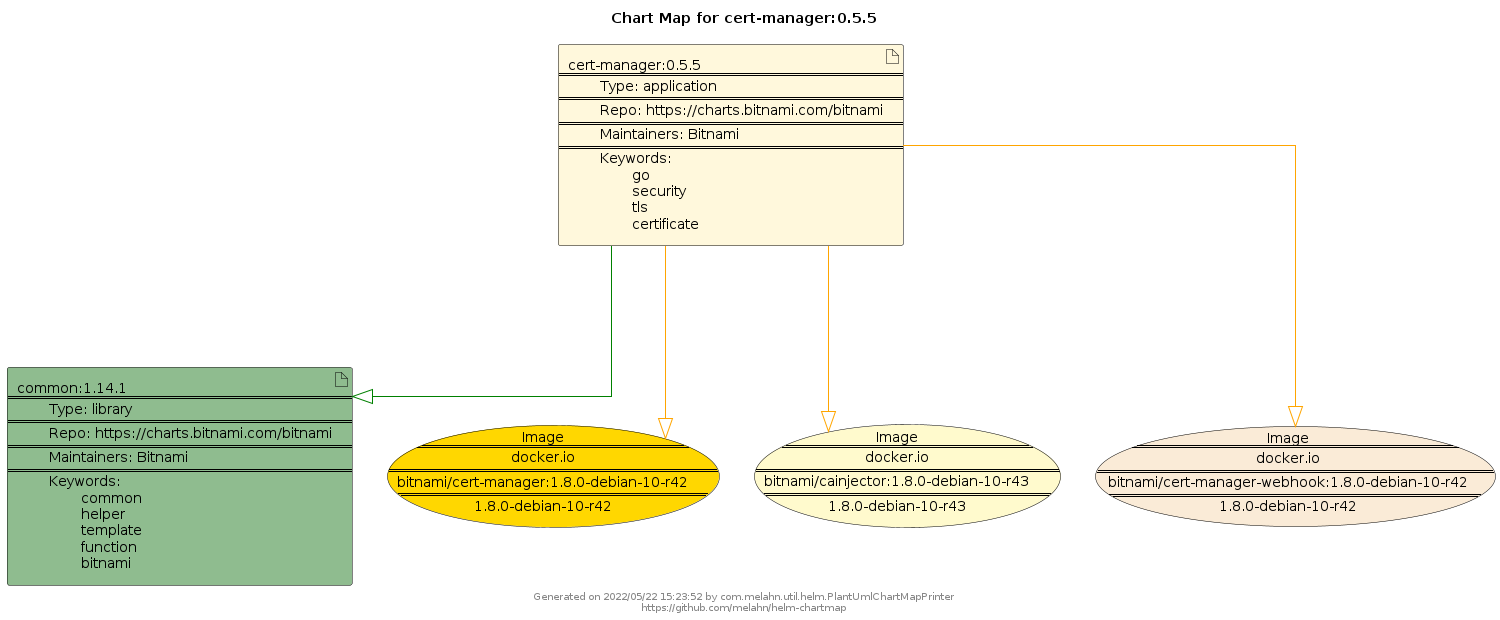 Chart Map for cert-manager:0.5.5
cert-manager:0.5.5
Type: application
Repo: https://charts.bitnami.com/bitnami
Maintainers: Bitnami
Keywords:
go
security
tls
certificate
common:1.14.1
Type: library
Repo: https://charts.bitnami.com/bitnami
Maintainers: Bitnami
Keywords:
common
helper
template
function
bitnami
Image
docker.io
bitnami/cert-manager:1.8.0-debian-10-r42
1.8.0-debian-10-r42
Image
docker.io
bitnami/cainjector:1.8.0-debian-10-r43
1.8.0-debian-10-r43
Image
docker.io
bitnami/cert-manager-webhook:1.8.0-debian-10-r42
1.8.0-debian-10-r42
Generated on 2022/05/22 15:23:52 by com.melahn.util.helm.PlantUmlChartMapPrinter
https://github.com/melahn/helm-chartmap